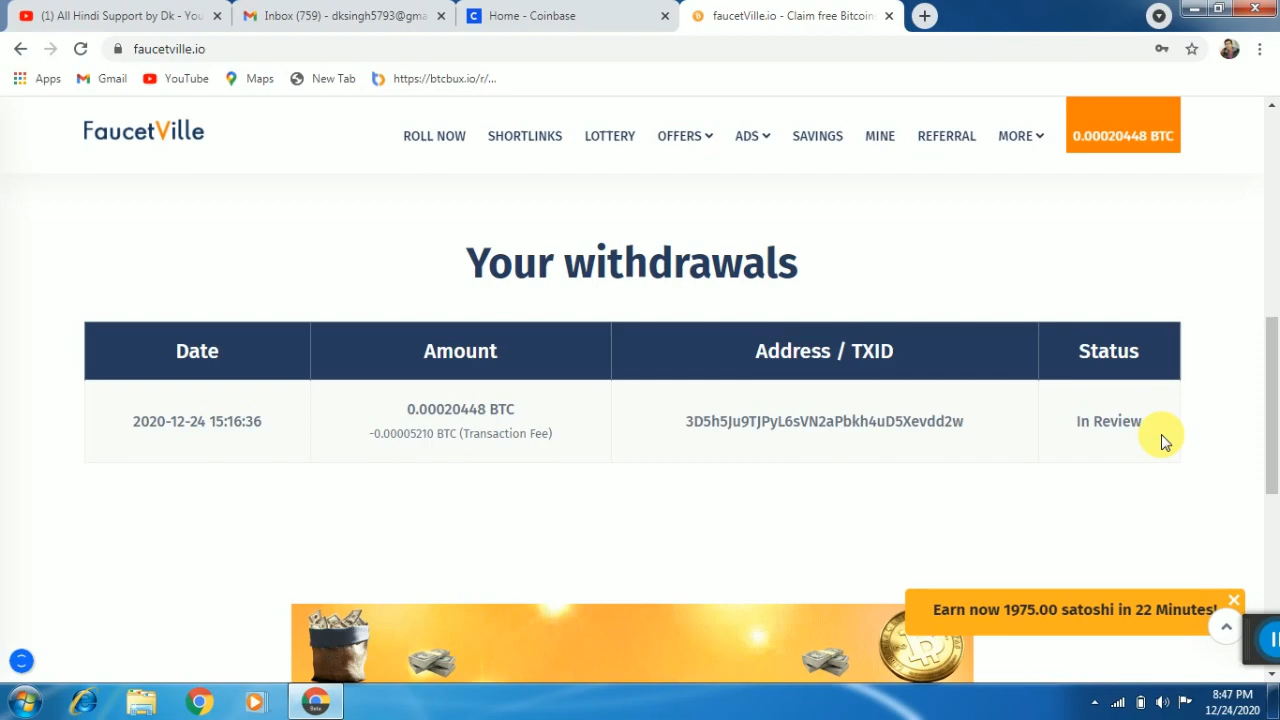 (1) All Hindi Support by Dk - You
Inbox (759) - dksingh5793@gma
Home - Coinbase
faucetVille.io - Claim free Bitcoin
faucetville.io
Apps
Gmail
YouTube
Maps
New Tab
https://btcbux.io/r/...
FaucetVille
ROLL NOW
SHORTLINKS
LOTTERY
OFFERS
ADS
SAVINGS
MINE
REFERRAL
MORE
0.00020448 BTC
Your withdrawals
Date
Amount
Address / TXID
Status
2020-12-24 15:16:36
0.00020448 BTC
-0.00005210 BTC (Transaction Fee)
3D5h5Ju9TJPyL6sVN2aPbkh4uD5Xevdd2w
In Review
Earn now 1975.00 satoshi in 22 Minutes!
Beta
8:47 PM
12/24/2020